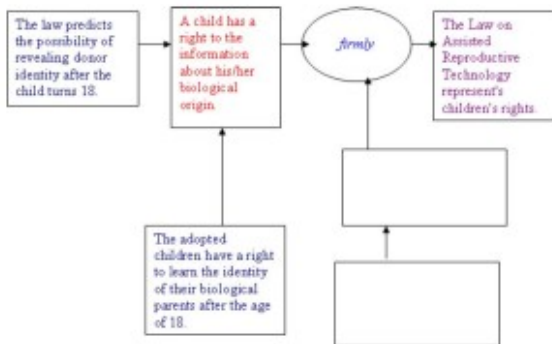 The law predicts
the possibility of
revealing donor
identity after the
child turns 18.
A child has a
right to the
information
about his/her
biological
origin
firmly
The Law on
Assisted
Reproductive
Technology
represent's
children's rights.
The adopted
children have a right
to learn the identity
of their biological
parents after the age
of 18.